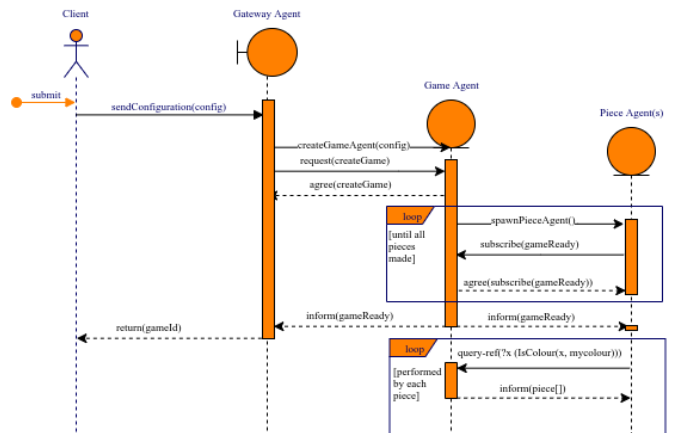 Client
Gateway Agent
Game Agent
Piece Agent(s)
submit
sendConfiguration(config)
createGameAgent(config)
request(createGame)
agree(createGame)
loop
[until all
pieces
made]
spawnPieceAgent()
subscribe(gameReady)
agree(subscribe(gameReady))
inform(gameReady)
inform(gameReady)
return(gameId)
loop
[performed
by each
piece]
query-ref(?x (IsColour(x, mycolour)))
inform(piece[])